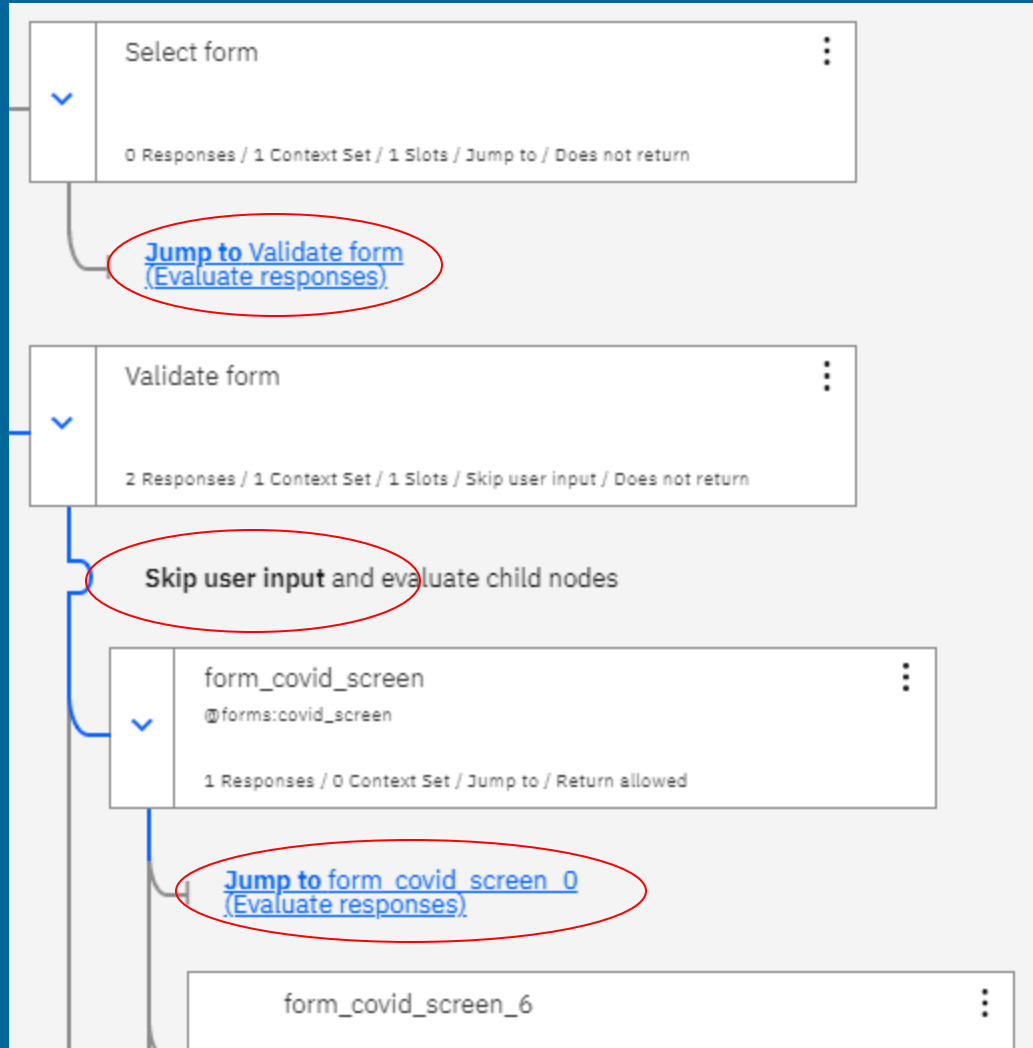 Select form
0 Responses / 1 Context Set / 1 Slots / Jump to / Does not return
Jump to Validate form
(Evaluate responses)
Validate form
2 Responses / 1 Context Set / 1 Slots / Skip user input / Does not return
Skip user input and evaluate child nodes
form_covid_screen
@forms:covid_screen
1 Responses / 0 Context Set / Jump to / Return allowed
Jump to form_covid_screen_0
(Evaluate responses)
form_covid_screen_6